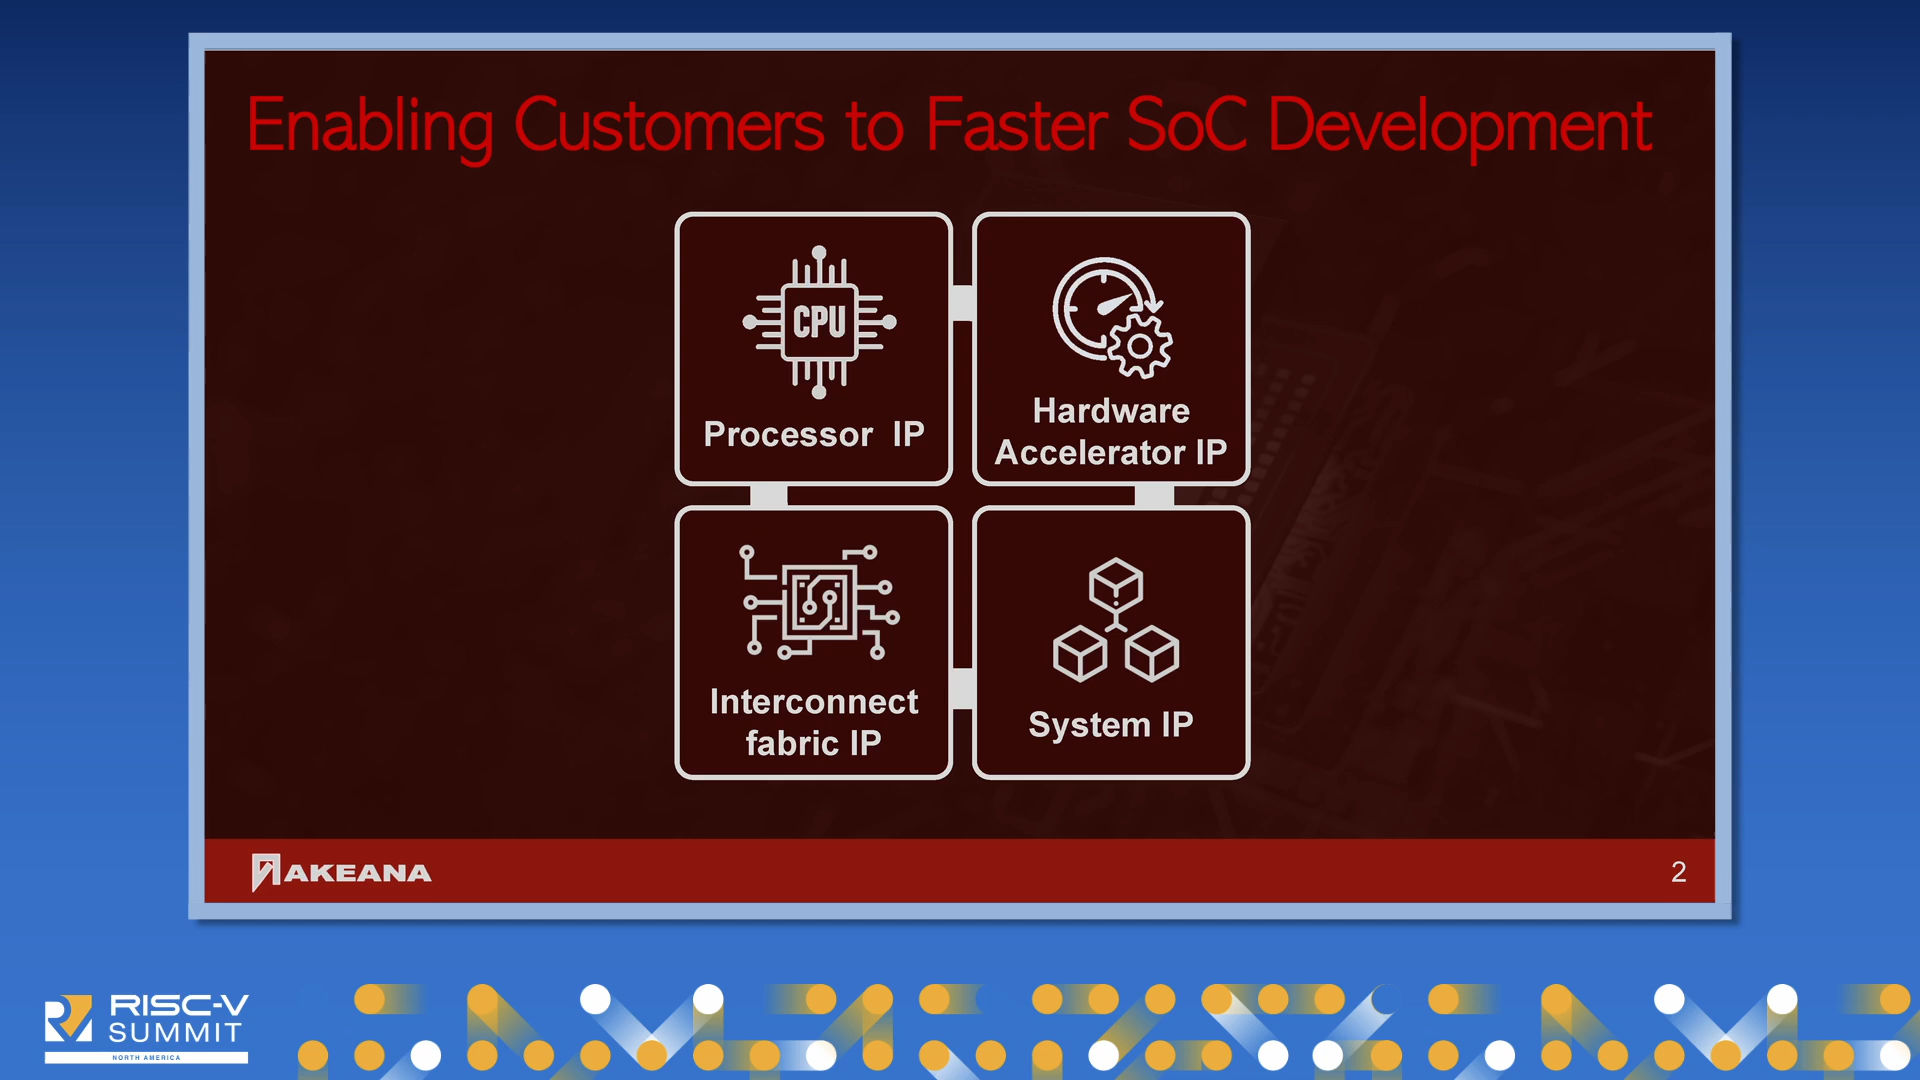 Enabling Customers to Faster SoC Development
CPU
Processor IP
Hardware
Accelerator IP
Interconnect
fabric IP
System IP
AKEANA
2
RISC-V
SUMMIT
NORTH AMERICA